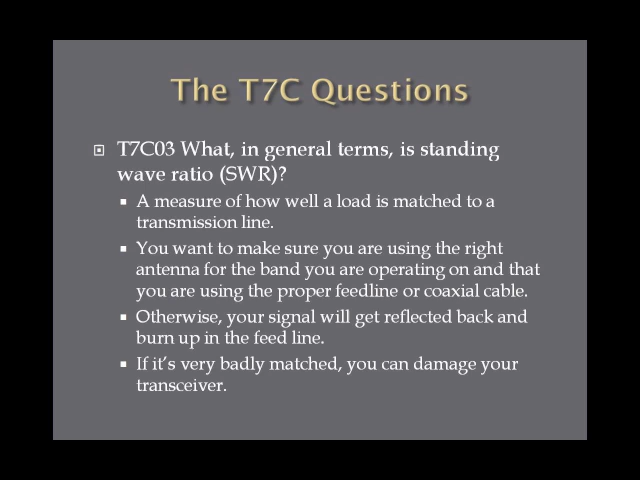 The T7C Questions
T7C03 What, in general terms, is standing
wave ratio (SWR)?
A measure of how well a load is matched to a
transmission line.
You want to make sure you are using the right
antenna for the band you are operating on and that
you are using the proper feedline or coaxial cable.
Otherwise, your signal will get reflected back and
burn up in the feed line.
If it’s very badly matched, you can damage your
transceiver.